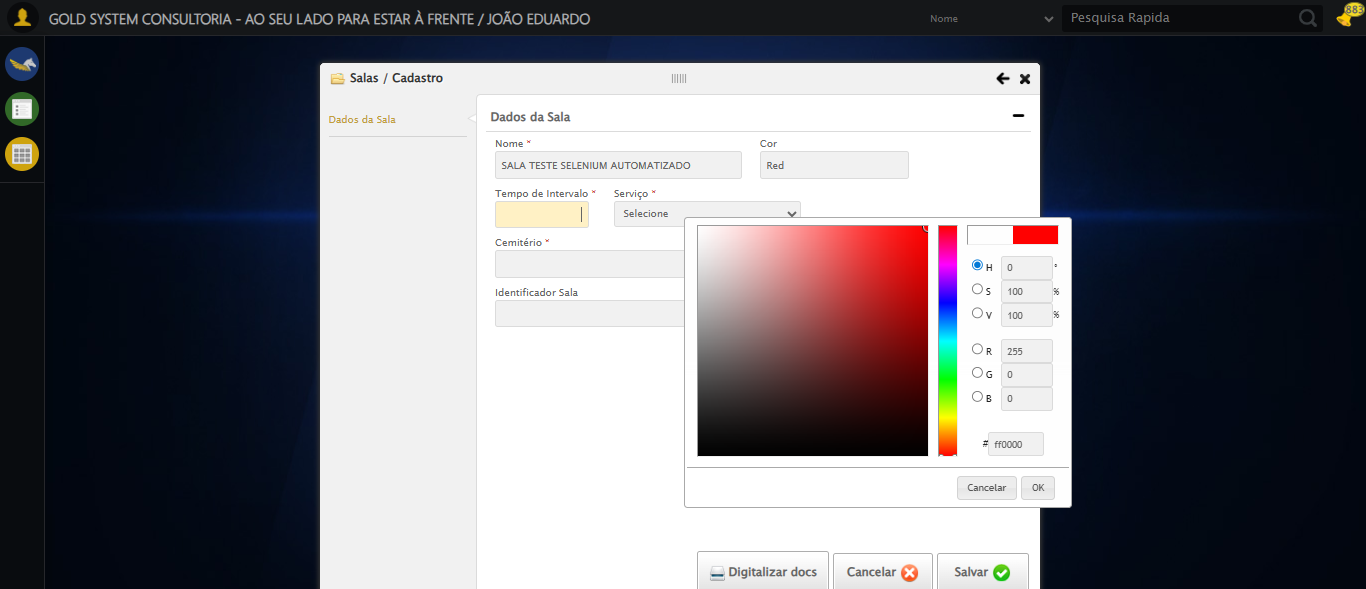 GOLD SYSTEM CONSULTORIA - AO SEU LADO PARA ESTAR À FRENTE / JOÃO EDUARDO
Nome
Pesquisa Rapida
883
Salas / Cadastro
Dados da Sala
Dados da Sala
Nome *
Cor
SALA TESTE SELENIUM AUTOMATIZADO
Red
Tempo de Intervalo *
Serviço *
Selecione
Cemitério *
Identificador Sala
H 0 °
S 100 %
V 100 %
R 255
G 0
B 0
# ff0000
Cancelar
OK
Digitalizar docs
Cancelar
Salvar